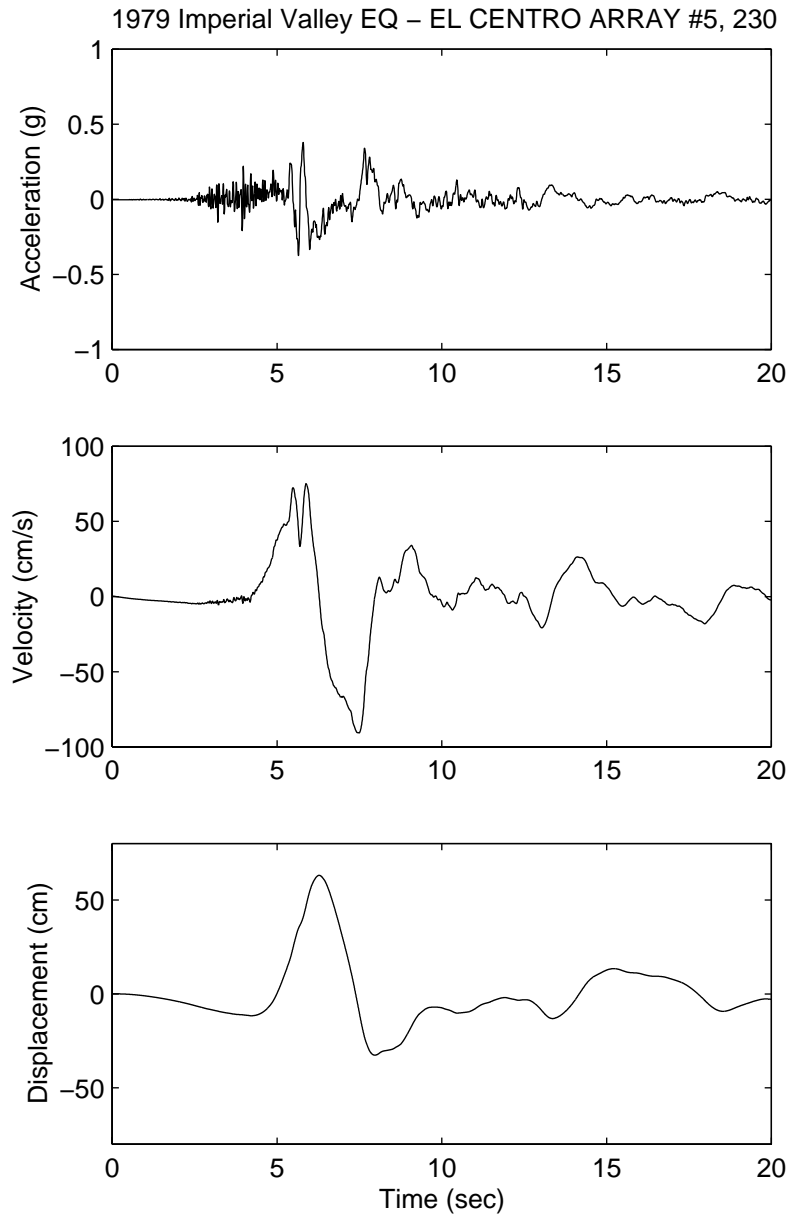 1979 Imperial Valley EQ – EL CENTRO ARRAY #5, 230
1
0.5
0
−0.5
−1
Acceleration (g)
0 5 10 15 20
100
50
0
−50
−100
Velocity (cm/s)
0 5 10 15 20
50
0
−50
Displacement (cm)
0 5 10 15 20
Time (sec)